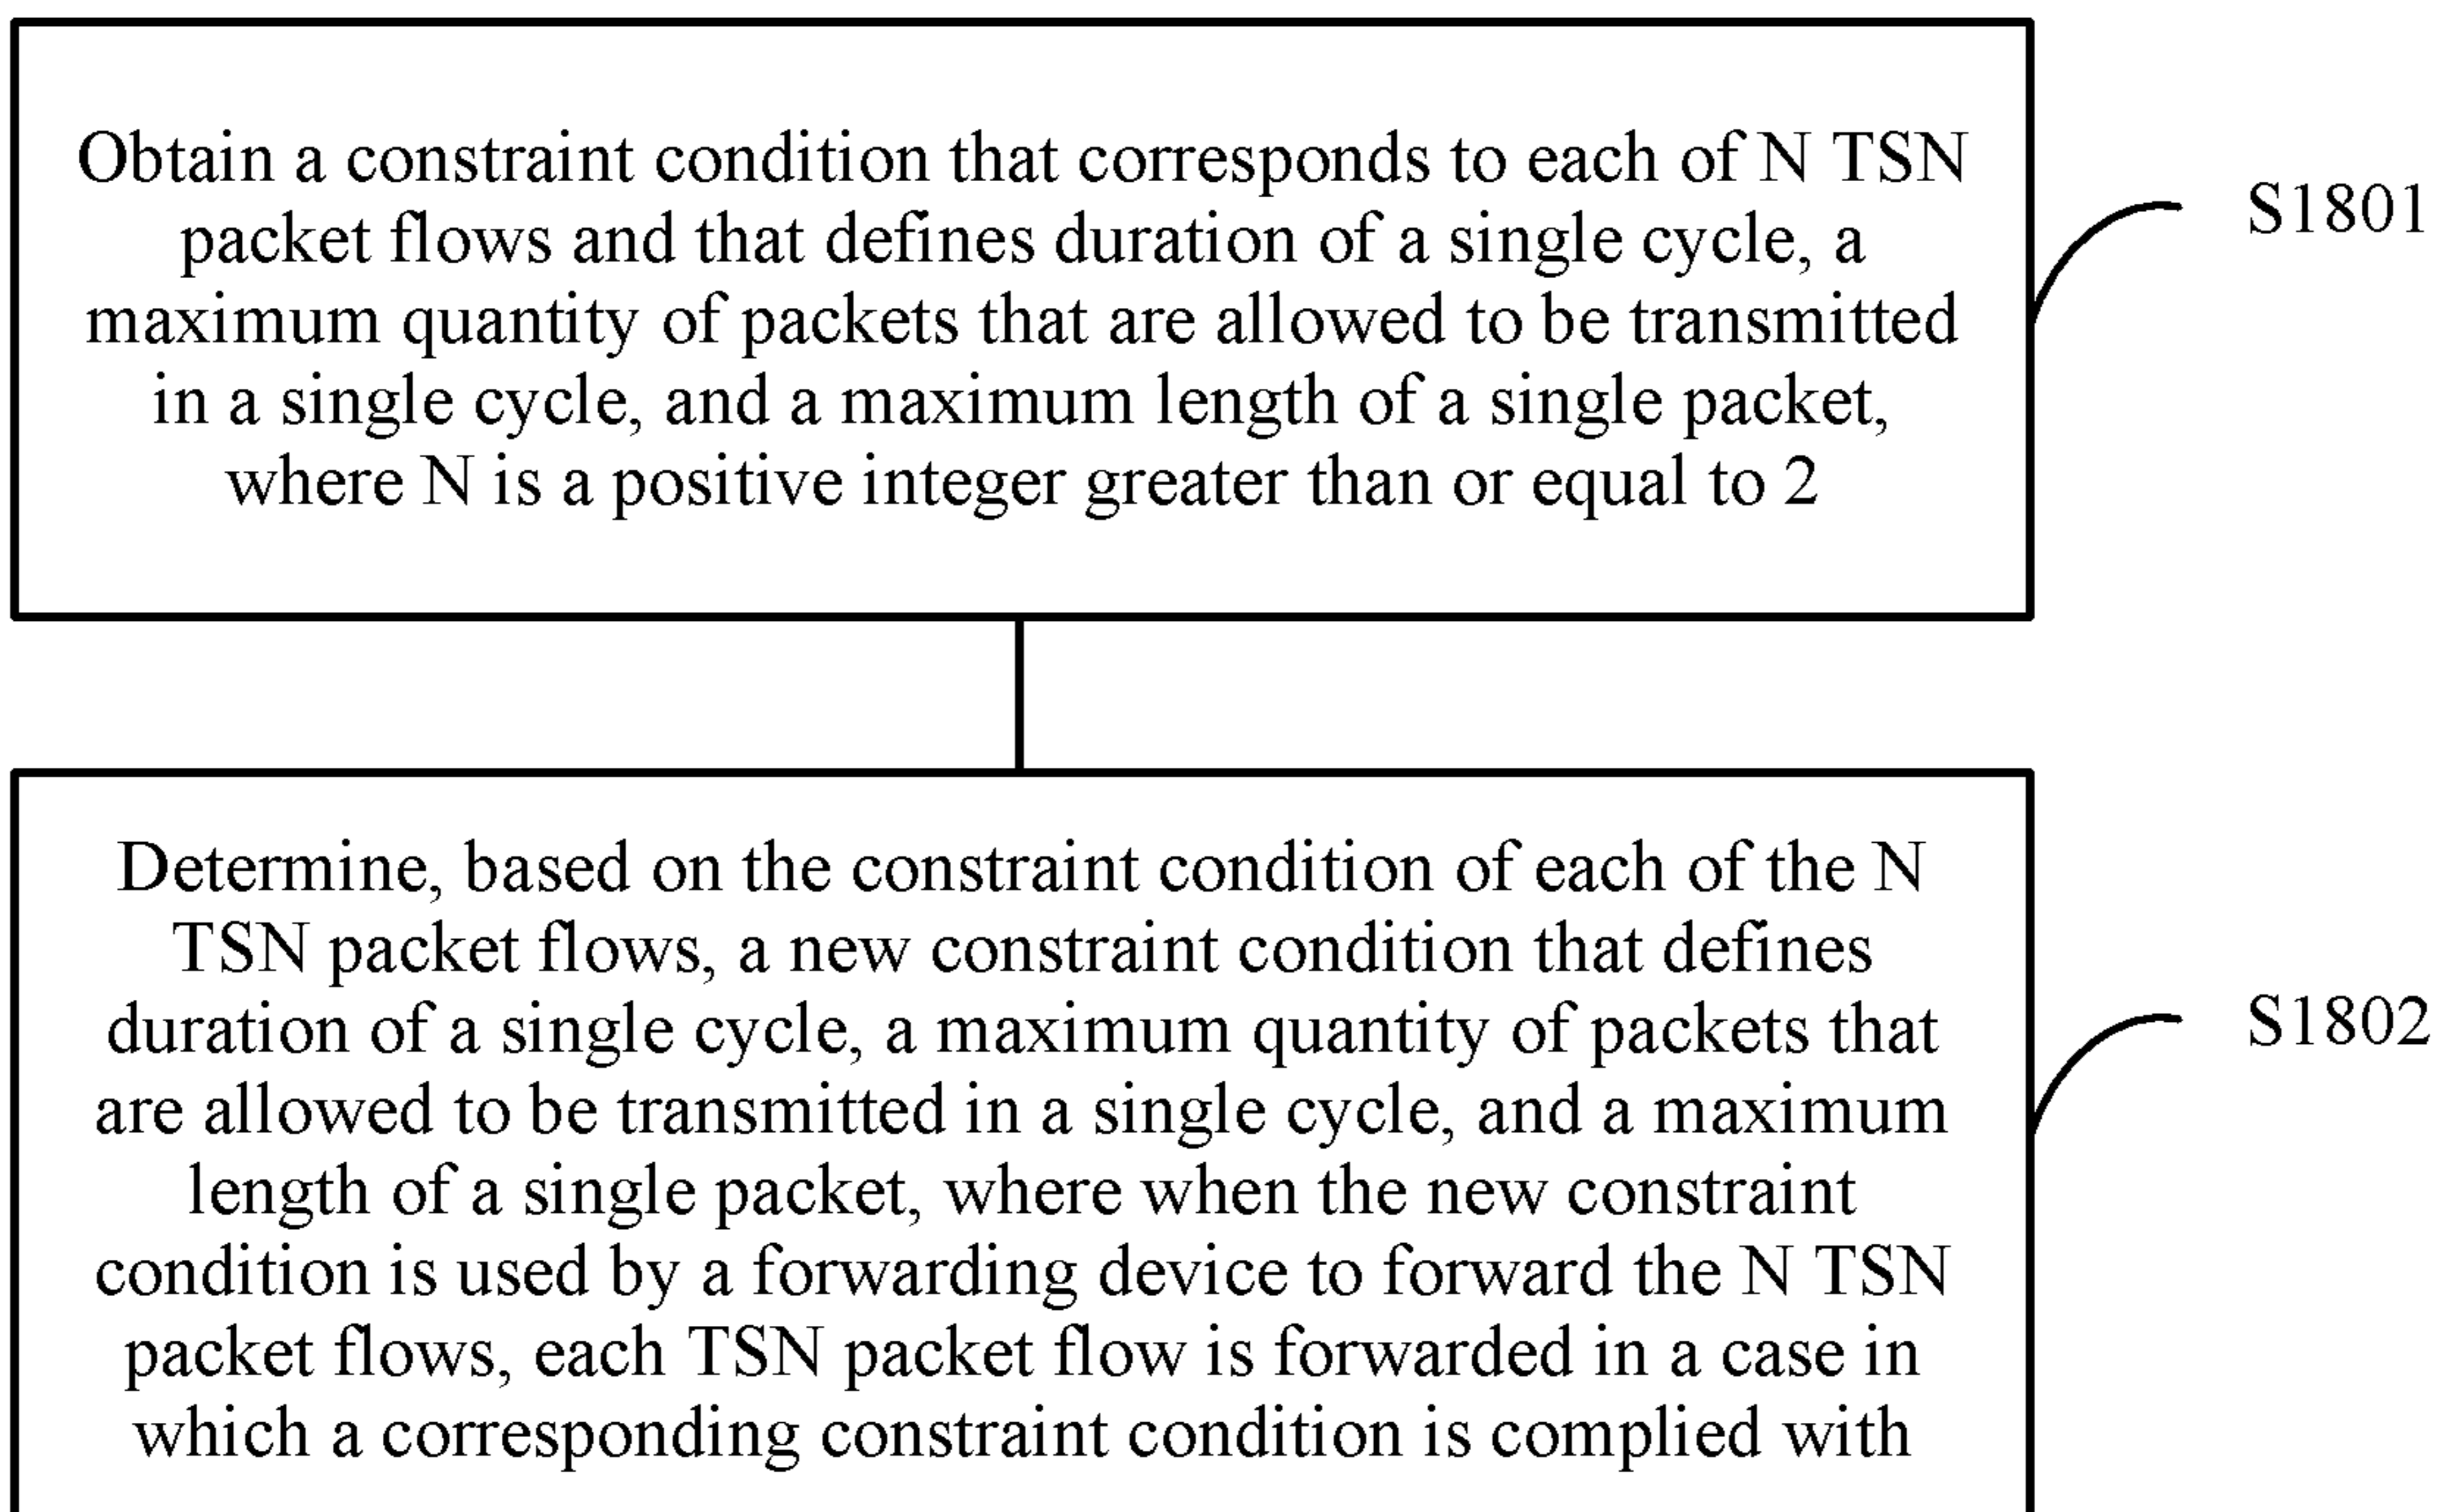 Obtain a constraint condition that corresponds to each of N TSN
packet flows and that defines duration of a single cycle, a
maximum quantity of packets that are allowed to be transmitted
in a single cycle, and a maximum length of a single packet,
where N is a positive integer greater than or equal to 2
S1801
Determine, based on the constraint condition of each of the N
TSN packet flows, a new constraint condition that defines
duration of a single cycle, a maximum quantity of packets that
are allowed to be transmitted in a single cycle, and a maximum
length of a single packet, where when the new constraint
condition is used by a forwarding device to forward the N TSN
packet flows, each TSN packet flow is forwarded in a case in
which a corresponding constraint condition is complied with
S1802